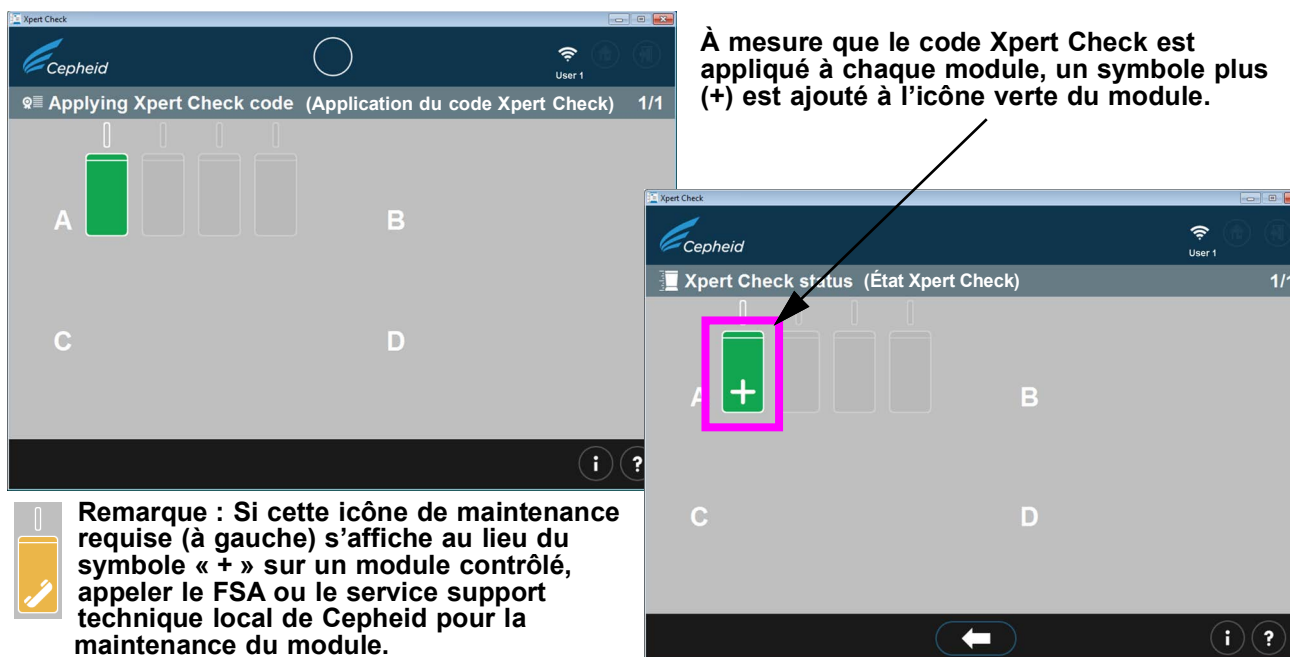 Xpert Check
Cepheid
User 1
Applying Xpert Check code (Application du code Xpert Check) 1/1
A
B
C
D
i
?
À mesure que le code Xpert Check est
appliqué à chaque module, un symbole plus
(+) est ajouté à l’icône verte du module.
Xpert Check
Cepheid
User 1
Xpert Check status (État Xpert Check) 1/1
+
A
B
C
D
i
?
Remarque : Si cette icône de maintenance
requise (à gauche) s’affiche au lieu du
symbole « + » sur un module contrôlé,
appeler le FSA ou le service support
technique local de Cepheid pour la
maintenance du module.